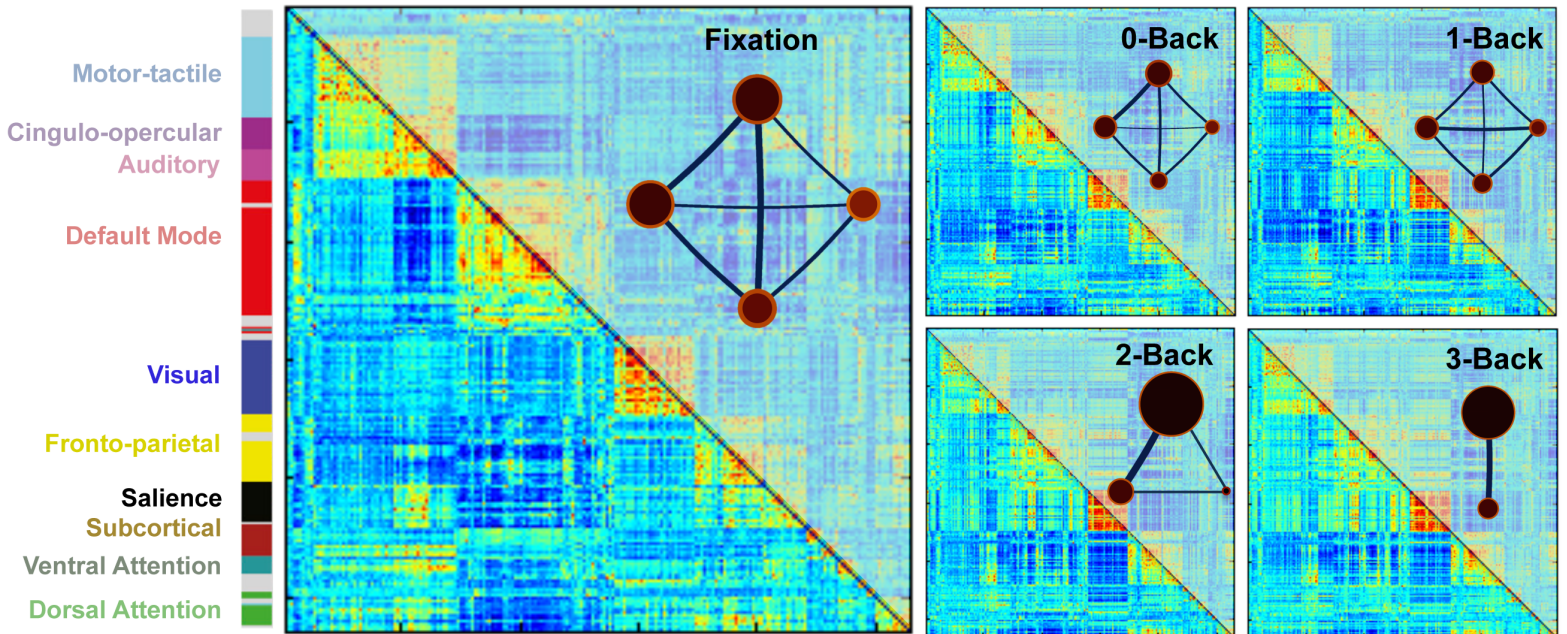 Motor-tactile
Cingulo-opercular
Auditory
Default Mode
Visual
Fronto-parietal
Salience
Subcortical
Ventral Attention
Dorsal Attention
Fixation
0-Back
1-Back
2-Back
3-Back